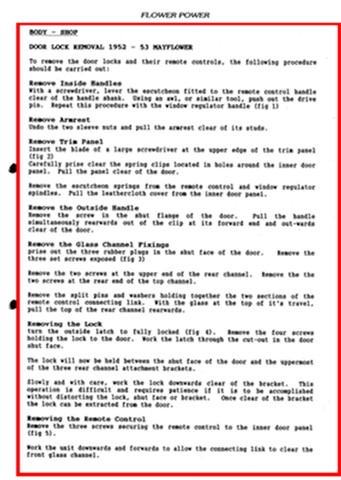 FLOWER POWER
BODY - SHOP
DOOR LOCK REMOVAL 1952 - 53 MAYFLOWER
To remove the door locks and their remote controls, the following procedure
should be carried out:
Remove Inside Handles
With a screwdriver, lever the escutcheon fitted to the remote control handle
clear of the handle shank. Using an awl, or similar tool, push out the drive
pin. Repeat this procedure with the window regulator handle (fig 1)
Remove Armrest
Undo the two sleeve nuts and pull the armrest clear of its studs.
Remove Trim Panel
Insert the blade of a large screwdriver at the upper edge of the trim panel
(fig 2)
Carefully prise clear the spring clips located in holes around the inner door
panel. Pull the panel clear of the door.
Remove the escutcheon springs from the remote control and window regulator
spindles. Pull the leathercloth cover from the inner door panel.
Remove the Outside Handle
Remove the screw in the shut flange of the door. Pull the handle
simultaneously rearwards out of the clip at its forward end and out-wards
clear of the door.
Remove the Glass Channel Fixings
prise out the three rubber plugs in the shut face of the door. Remove the
three set screws exposed (fig 3)
Remove the two screws at the upper end of the rear channel. Remove the the
two screws at the rear end of the top channel.
Remove the split pins and washers holding together the two sections of the
remote control connecting link. With the glass at the top of it's travel,
pull the top of the rear channel rearwards.
Removing the Lock
turn the outside latch to fully locked (fig 4). Remove the four screws
holding the lock to the door. Work the latch through the cut-out in the door
shut face.
The lock will now be held between the shut face of the door and the uppermost
of the three rear channel attachment brackets.
Slowly and with care, work the lock downwards clear of the bracket. This
operation is difficult and requires patience if it is to be accomplished
without distorting the lock, shut face or bracket. Once clear of the bracket
the lock can be extracted from the door.
Removing the Remote Control
Remove the three screws securing the remote control to the inner door panel
(fig 5).
Work the unit downwards and forwards to allow the connecting link to clear the
front glass channel.